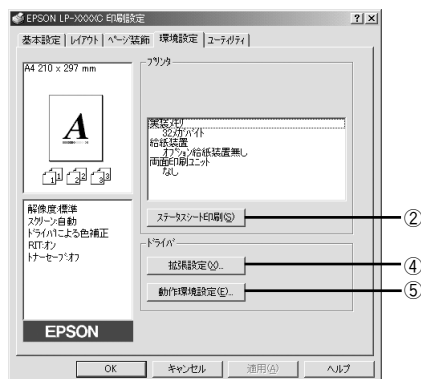 EPSON LP-XXXXC 印刷設定
基本設定 レイアウト ページ装飾 環境設定 ユーティリティ
A4 210 x 297 mm
A
1 1 2 2 3 3
解像度:標準
スクリーン:自動
ドライバによる色補正
RIT:オン
トナーセーブ:オフ
EPSON
プリンタ
実装メモリ
32メガバイト
給紙装置
オプション給紙装置無し
両面印刷ユニット
なし
ステータスシート印刷(S) ②
ドライバ
拡張設定(X)... ④
動作環境設定(E)... ⑤
OK キャンセル 適用(A) ヘルプ